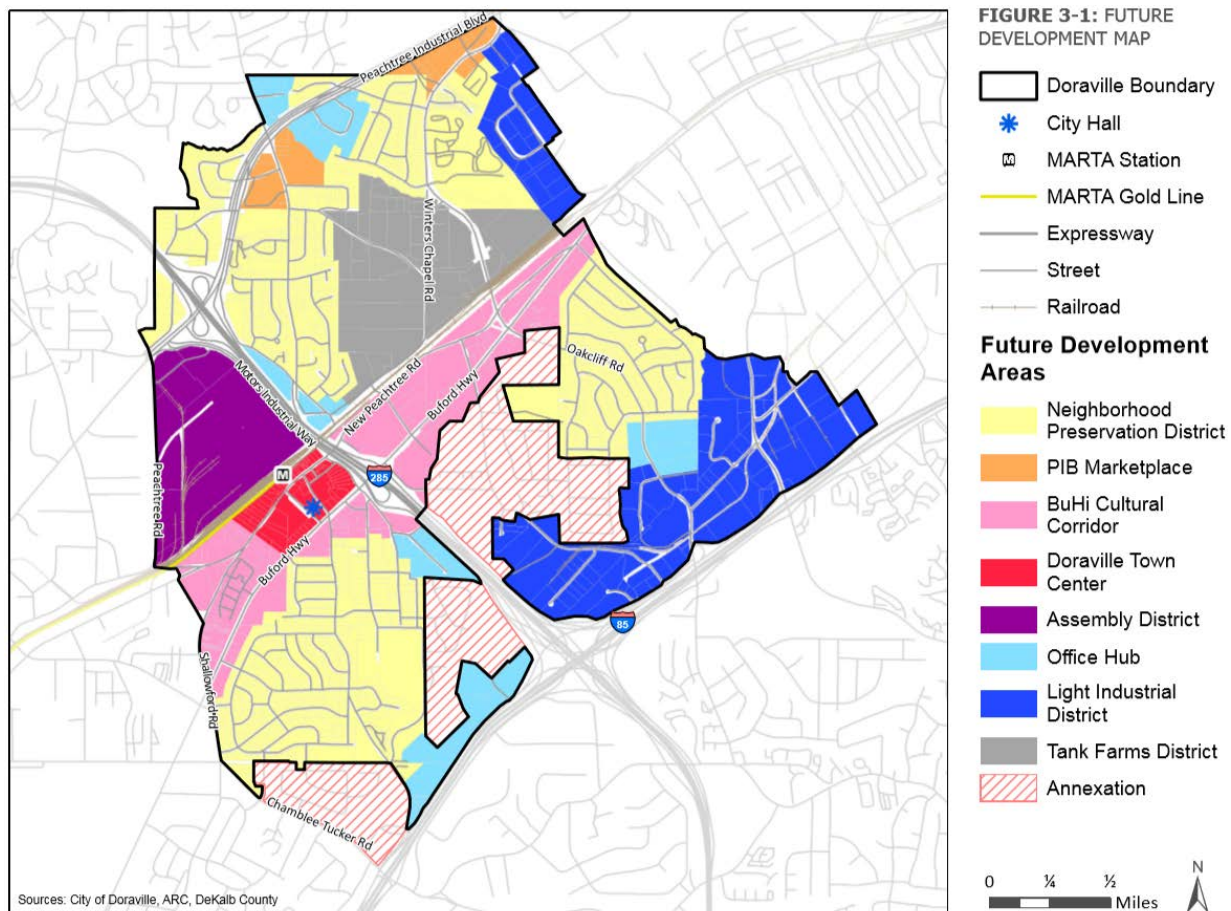 FIGURE 3-1: FUTURE
DEVELOPMENT MAP
Doraville Boundary
City Hall
M
MARTA Station
MARTA Gold Line
Expressway
Street
Railroad
Future Development
Areas
Neighborhood
Preservation District
PIB Marketplace
BuHi Cultural
Corridor
Doraville Town
Center
Assembly District
Office Hub
Light Industrial
District
Tank Farms District
Annexation
0 ¼ ½
Miles
N
Peachtree Industrial Blvd
Winters Chapel Rd
Oakcliff Rd
Motors Industrial Way
New Peachtree Rd
Buford Hwy
285
M
Peachtree Rd
Buford Hwy
85
Shallowford Rd
Chamblee Tucker Rd
Sources: City of Doraville, ARC, DeKalb County